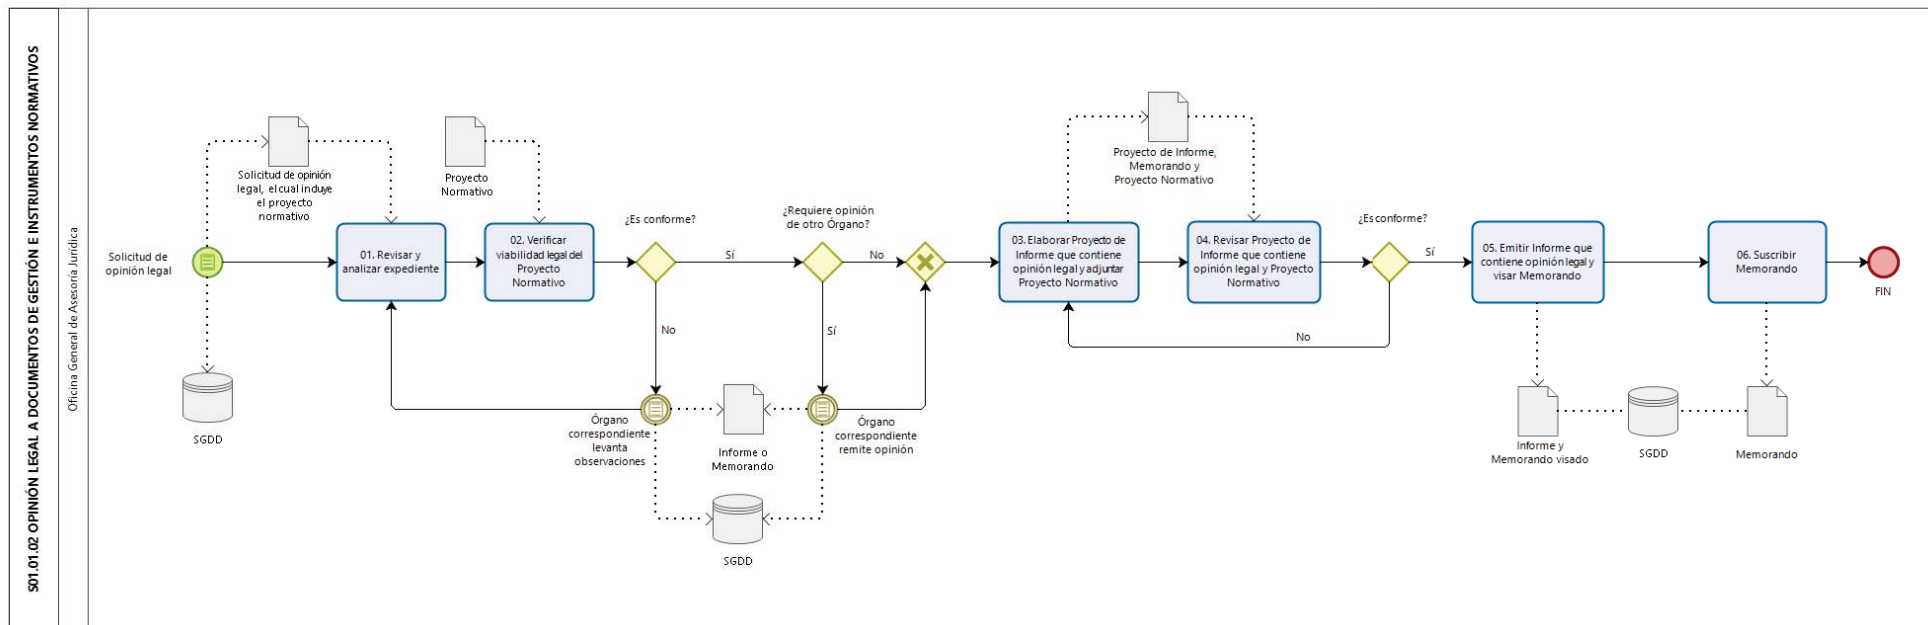 S01.01.02 OPINIÓN LEGAL A DOCUMENTOS DE GESTIÓN E INSTRUMENTOS NORMATIVOS
Oficina General de Asesoría Jurídica
Solicitud de
opinión legal
SGDD
Solicitud de opinión
legal, el cual incluye
el proyecto
normativo
01. Revisar y
analizar expediente
Proyecto
Normativo
02. Verificar
viabilidad legal del
Proyecto
Normativo
¿Es conforme?
Sí
No
Órgano
correspondiente
levanta
observaciones
Informe o
Memorando
SGDD
¿Requiere opinión
de otro Órgano?
No
Sí
Órgano
correspondiente
remite opinión
03. Elaborar Proyecto de
Informe que contiene
opinión legal y adjuntar
Proyecto Normativo
Proyecto de Informe,
Memorando y
Proyecto Normativo
04. Revisar Proyecto de
Informe que contiene
opinión legal y Proyecto
Normativo
¿Es conforme?
Sí
No
05. Emitir Informe que
contiene opinión legal y
visar Memorando
Informe y
Memorando visado
SGDD
06. Suscribir
Memorando
Memorando
FIN